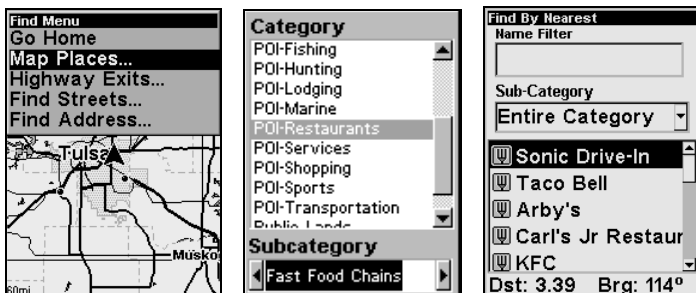 Find Menu
Go Home
Map Places...
Highway Exits...
Find Streets...
Find Address...
Tulsa
Musko
60mi
Category
POI-Fishing
POI-Hunting
POI-Lodging
POI-Marine
POI-Restaurants
POI-Services
POI-Shopping
POI-Sports
POI-Transportation
Public Lands
Subcategory
Fast Food Chains
Find By Nearest
Name Filter
Sub-Category
Entire Category
Sonic Drive-In
Taco Bell
Arby's
Carl's Jr Restaur
KFC
Dst: 3.39 Brg: 114º